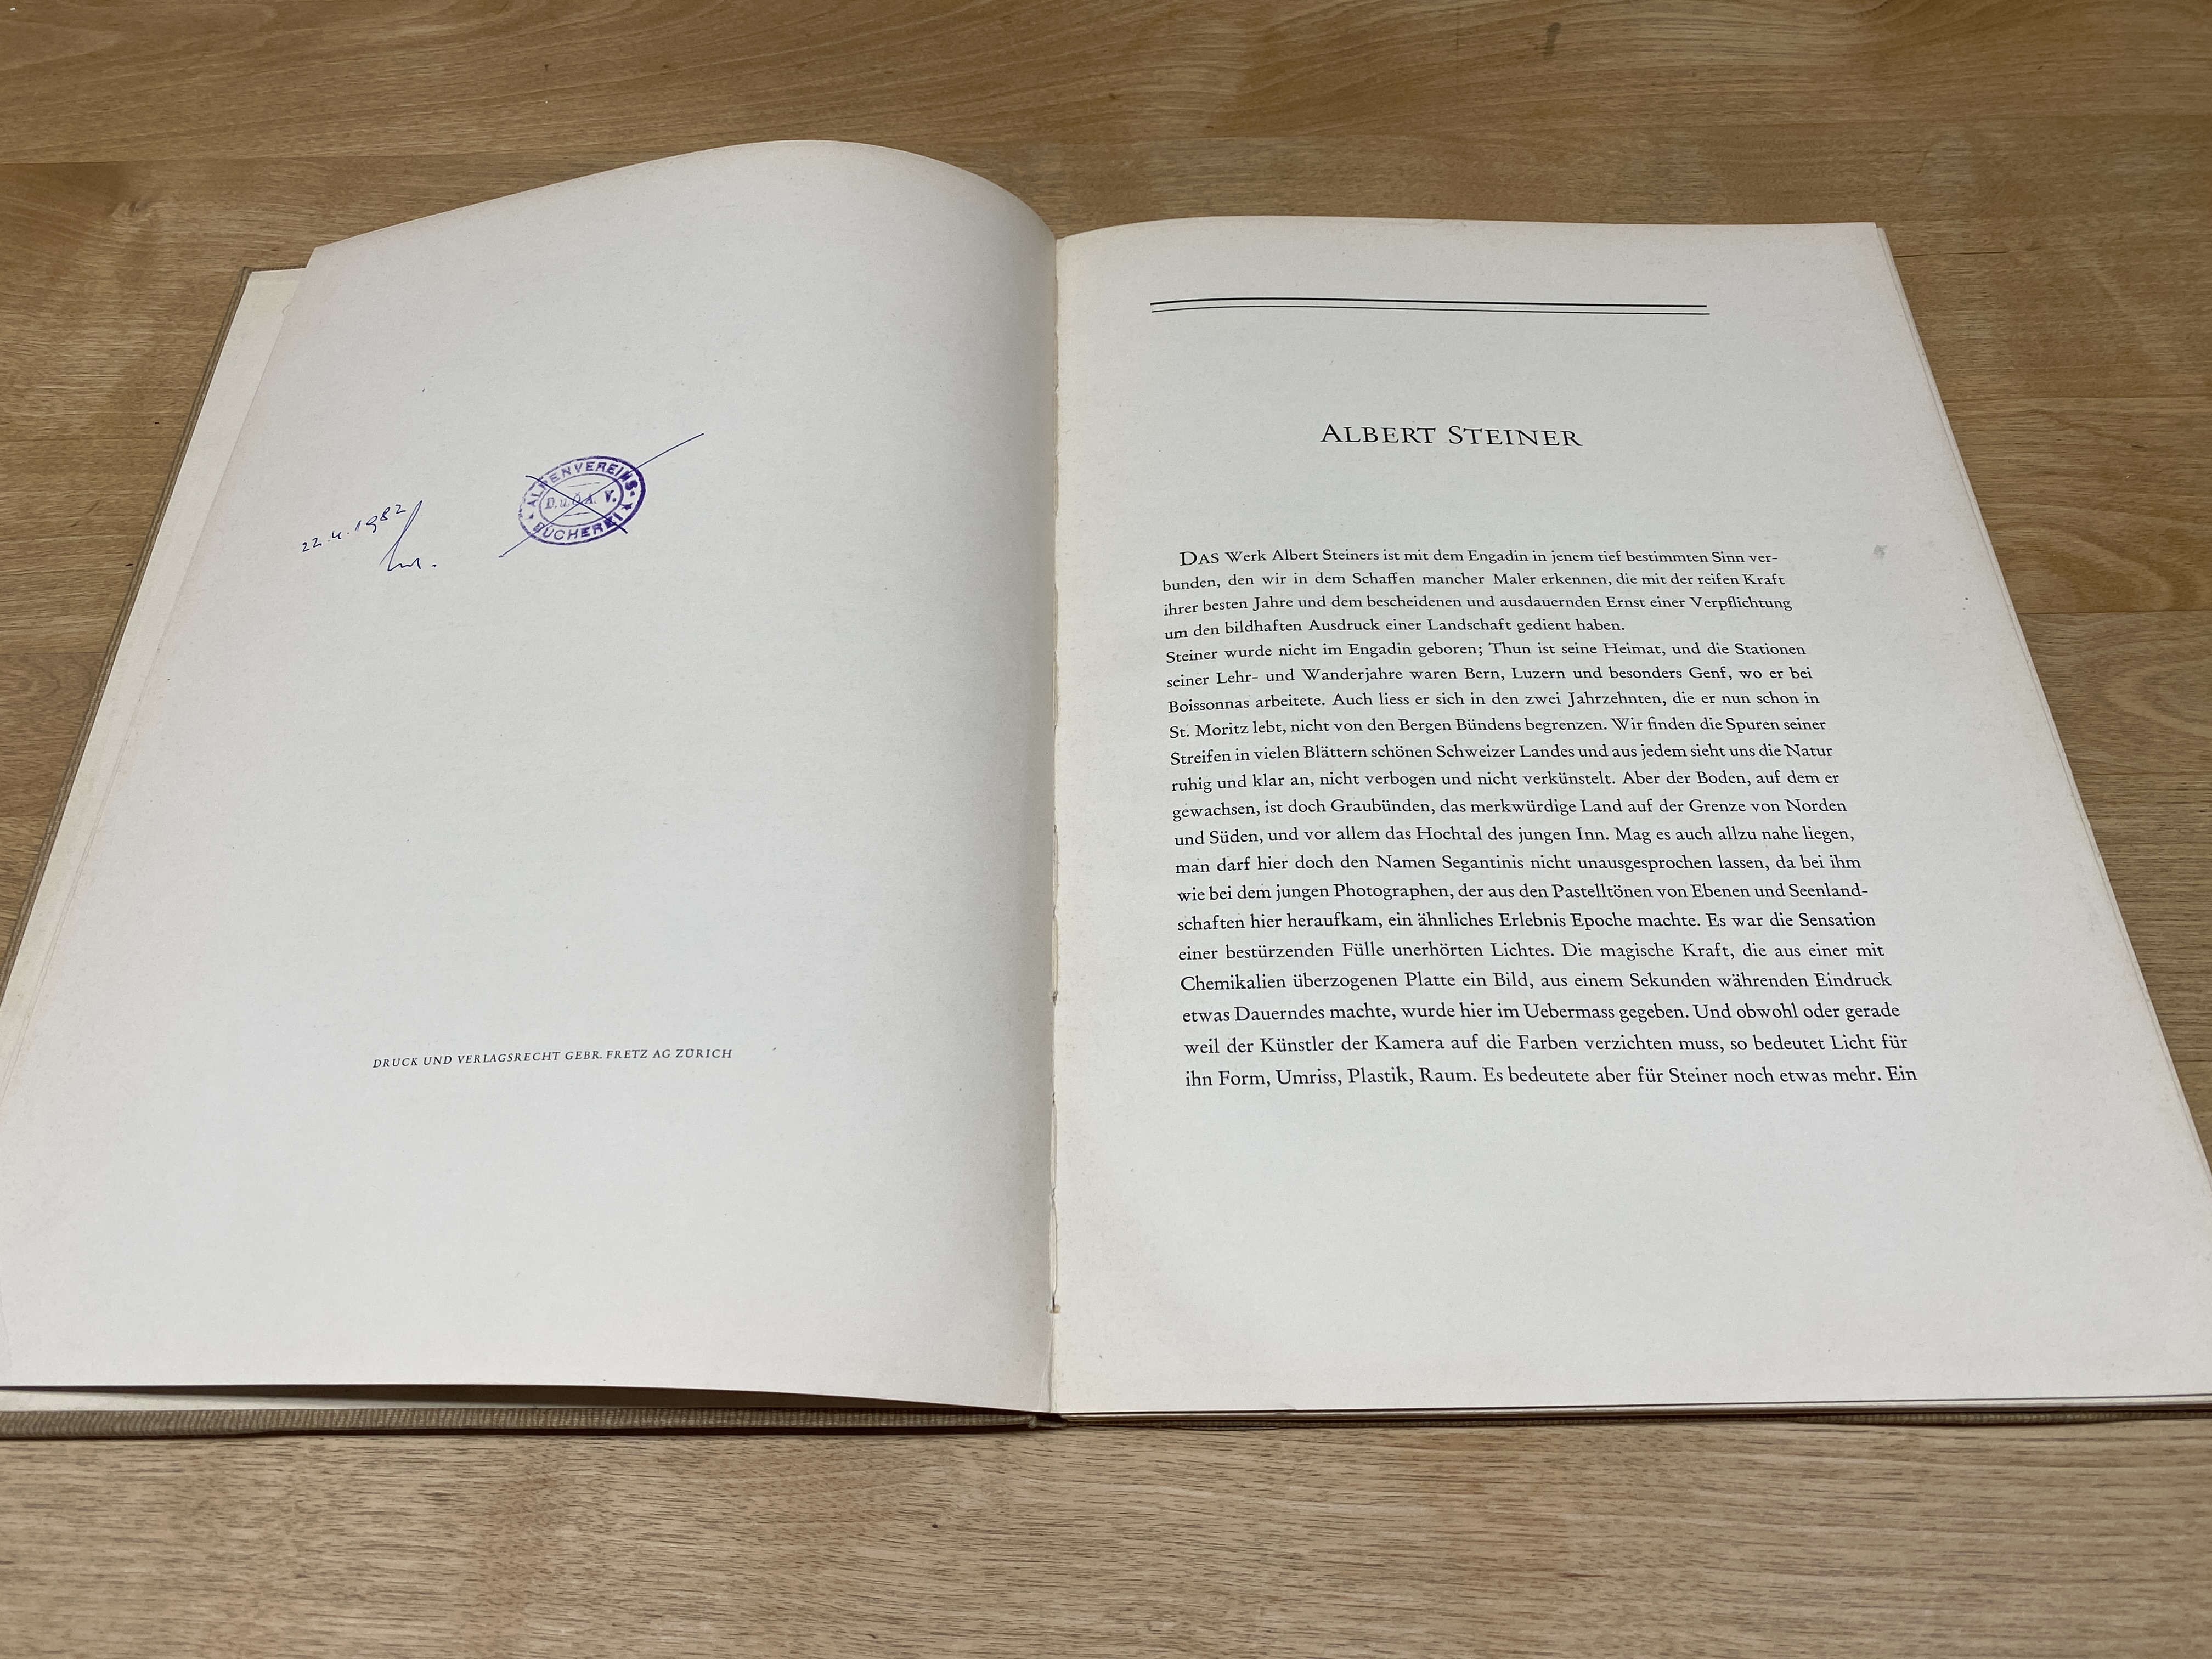 22.4.1982
ALPENVEREINS-
D.u.Ö.A.V.
BÜCHEREI
DRUCK UND VERLAGSRECHT GEBR. FRETZ AG ZÜRICH
ALBERT STEINER
DAS Werk Albert Steiners ist mit dem Engadin in jenem tief bestimmten Sinn ver-
bunden, den wir in dem Schaffen mancher Maler erkennen, die mit der reifen Kraft
ihrer besten Jahre und dem bescheidenen und ausdauernden Ernst einer Verpflichtung
um den bildhaften Ausdruck einer Landschaft gedient haben.
Steiner wurde nicht im Engadin geboren; Thun ist seine Heimat, und die Stationen
seiner Lehr- und Wanderjahre waren Bern, Luzern und besonders Genf, wo er bei
Boissonnas arbeitete. Auch liess er sich in den zwei Jahrzehnten, die er nun schon in
St. Moritz lebt, nicht von den Bergen Bündens begrenzen. Wir finden die Spuren seiner
Streifen in vielen Blättern schönen Schweizer Landes und aus jedem sieht uns die Natur
ruhig und klar an, nicht verbogen und nicht verkünstelt. Aber der Boden, auf dem er
gewachsen, ist doch Graubünden, das merkwürdige Land auf der Grenze von Norden
und Süden, und vor allem das Hochtal des jungen Inn. Mag es auch allzu nahe liegen,
man darf hier doch den Namen Segantinis nicht unausgesprochen lassen, da bei ihm
wie bei dem jungen Photographen, der aus den Pastelltönen von Ebenen und Seenland-
schaften hier heraufkam, ein ähnliches Erlebnis Epoche machte. Es war die Sensation
einer bestürzenden Fülle unerhörten Lichtes. Die magische Kraft, die aus einer mit
Chemikalien überzogenen Platte ein Bild, aus einem Sekunden währenden Eindruck
etwas Dauerndes machte, wurde hier im Uebermass gegeben. Und obwohl oder gerade
weil der Künstler der Kamera auf die Farben verzichten muss, so bedeutet Licht für
ihn Form, Umriss, Plastik, Raum. Es bedeutete aber für Steiner noch etwas mehr. Ein